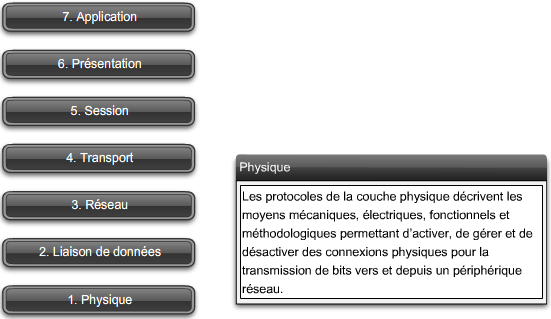 7. Application
6. Présentation
5. Session
4. Transport
3. Réseau
2. Liaison de données
1. Physique
Physique
Les protocoles de la couche physique décrivent les
moyens mécaniques, électriques, fonctionnels et
méthodologiques permettant d'activer, de gérer et de
désactiver des connexions physiques pour la
transmission de bits vers et depuis un périphérique
réseau.